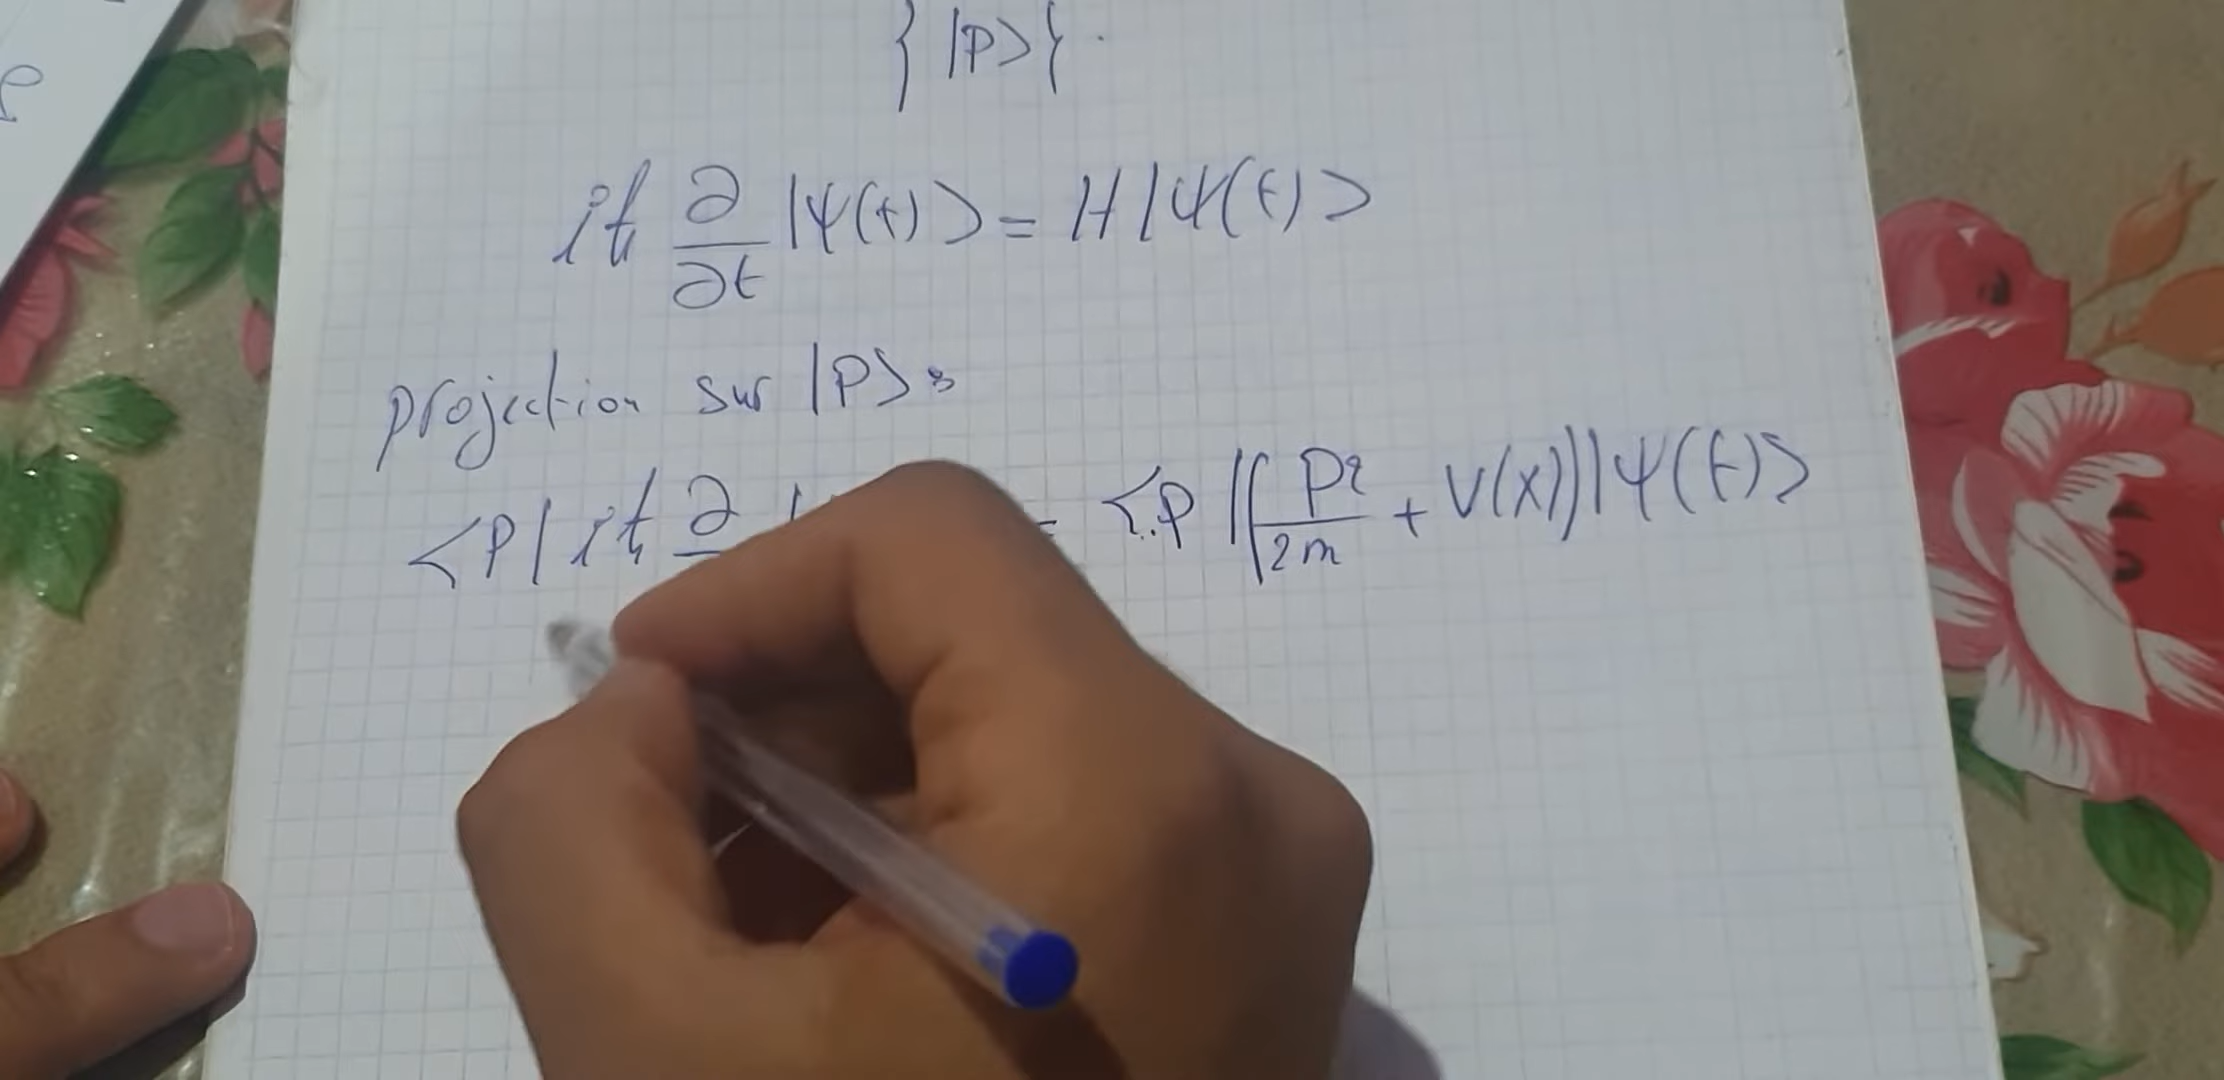 } |P> {.
iħ ∂/∂t |Ψ(t)> = H |Ψ(t)>
projection sur |P> :
<P| iħ ∂ = <P| (P²/2m + V(x)) |Ψ(t)>